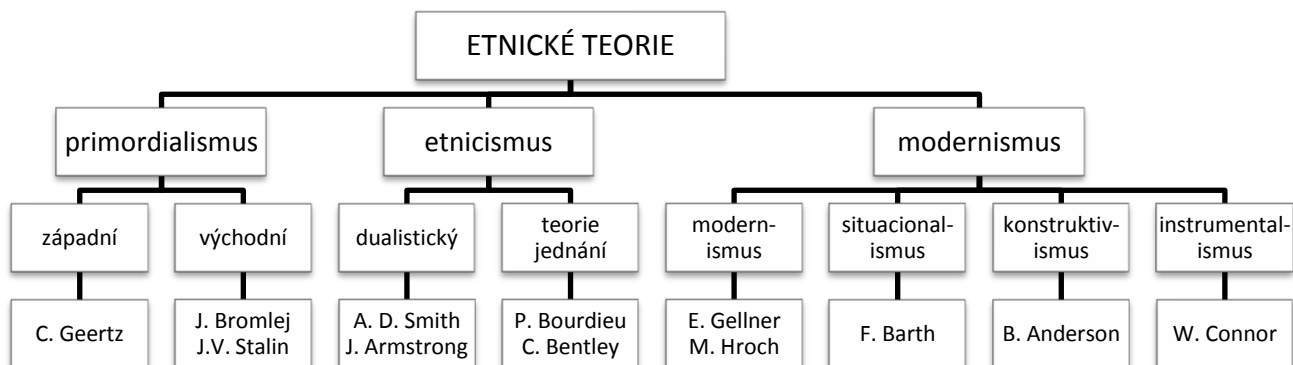 ETNICKÉ TEORIE
primordialismus
etnicismus
modernismus
západní
východní
dualistický
teorie
jednání
modern-
ismus
situacional-
ismus
konstruktiv-
ismus
instrumental-
ismus
C. Geertz
J. Bromlej
J.V. Stalin
A. D. Smith
J. Armstrong
P. Bourdieu
C. Bentley
E. Gellner
M. Hroch
F. Barth
B. Anderson
W. Connor